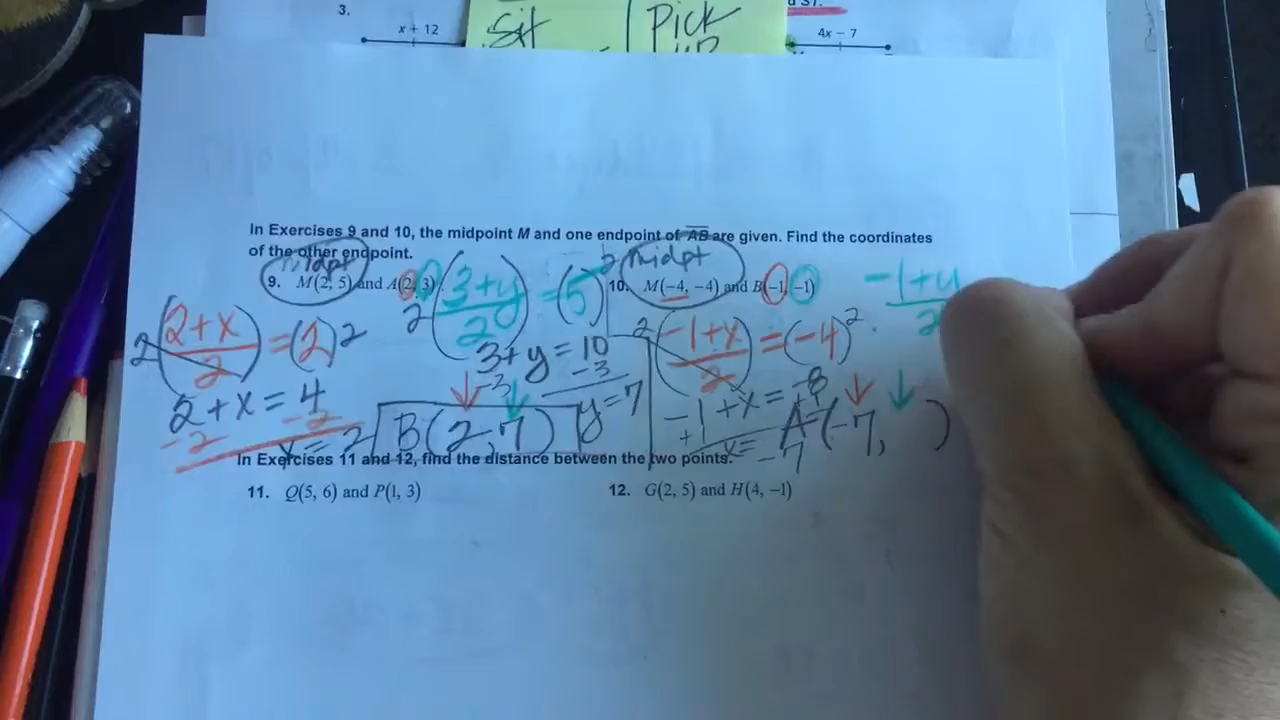 3.
x + 12
Sit
Pick
UP
4x − 7
In Exercises 9 and 10, the midpoint M and one endpoint of AB are given. Find the coordinates
of the other endpoint.
midpt
9. M(2, 5) and A(2, 3)
2(2+x/2)=(2)2
2+x=4
-2 -2
x=2
2(3+y/2)=(5)2
3+y=10
-3 -3
y=7
B(2,7)
midpt
10. M(−4, −4) and B(−1, −1)
2(-1+x/2)=(-4)2
-1+x=-8
+1 +1
x=-7
A(-7, )
-1+y/2
In Exercises 11 and 12, find the distance between the two points.
11. Q(5, 6) and P(1, 3)
12. G(2, 5) and H(4, −1)